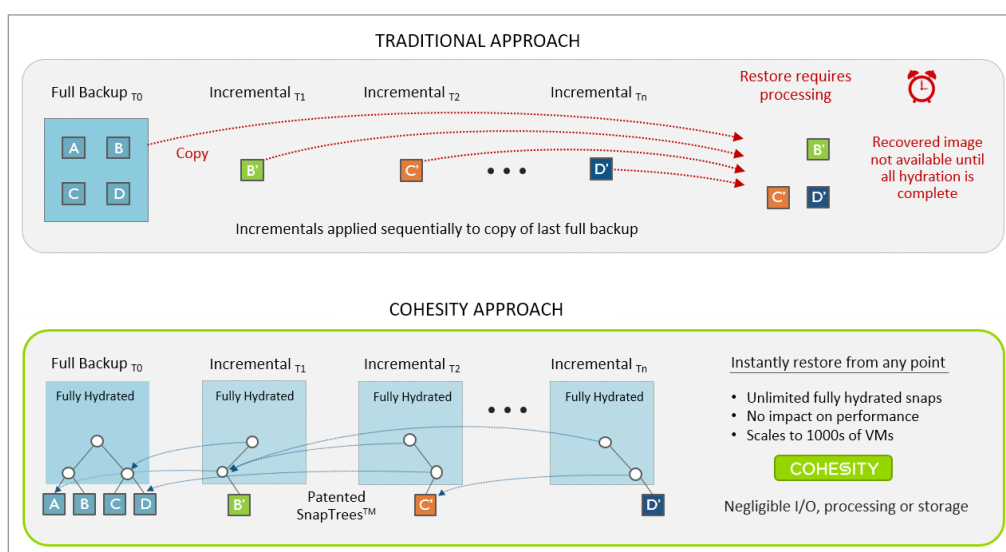 TRADITIONAL APPROACH
Full Backup T0
Incremental T1
Incremental T2
Incremental Tn
Restore requires
processing
A
B
C
D
Copy
B'
C'
• • •
D'
B'
C'
D'
Recovered image
not available until
all hydration is
complete
Incrementals applied sequentially to copy of last full backup
COHESITY APPROACH
Full Backup T0
Incremental T1
Incremental T2
Incremental Tn
Fully Hydrated
Fully Hydrated
Fully Hydrated
• • •
Fully Hydrated
A
B
C
D
B'
Patented
SnapTrees™
C'
D'
Instantly restore from any point
• Unlimited fully hydrated snaps
• No impact on performance
• Scales to 1000s of VMs
COHESITY
Negligible I/O, processing or storage